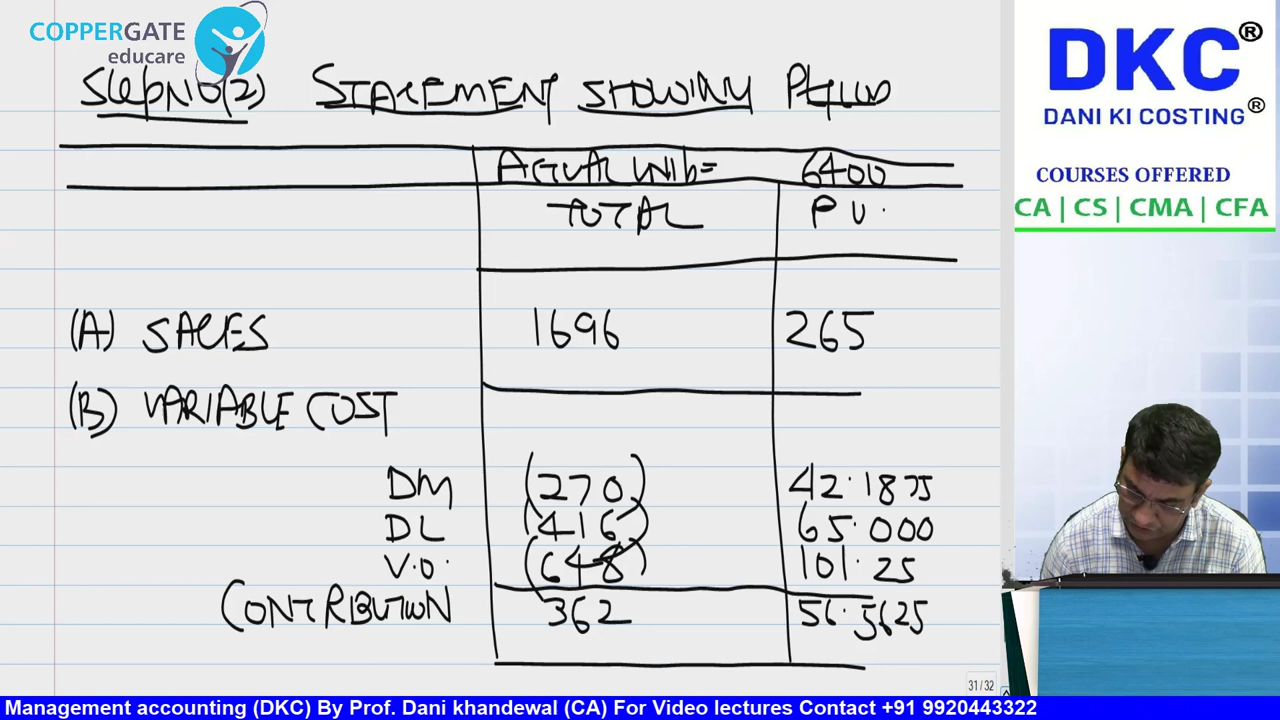 COPPERGATE
educare
StepNo(2) STATEMENT SHOWING
ACTUAL UNITS= 6400
TOTAL P U.
(A) SALES 1696 265
(B) VARIABLE COST
DM (270) 42.1875
DL (416) 65.000
V.O. (648) 101.25
CONTRIBUTION 362 56.5625
31/32
DKC®
DANI KI COSTING®
COURSES OFFERED
CA | CS | CMA | CFA
Management accounting (DKC) By Prof. Dani khandewal (CA) For Video lectures Contact +91 9920443322